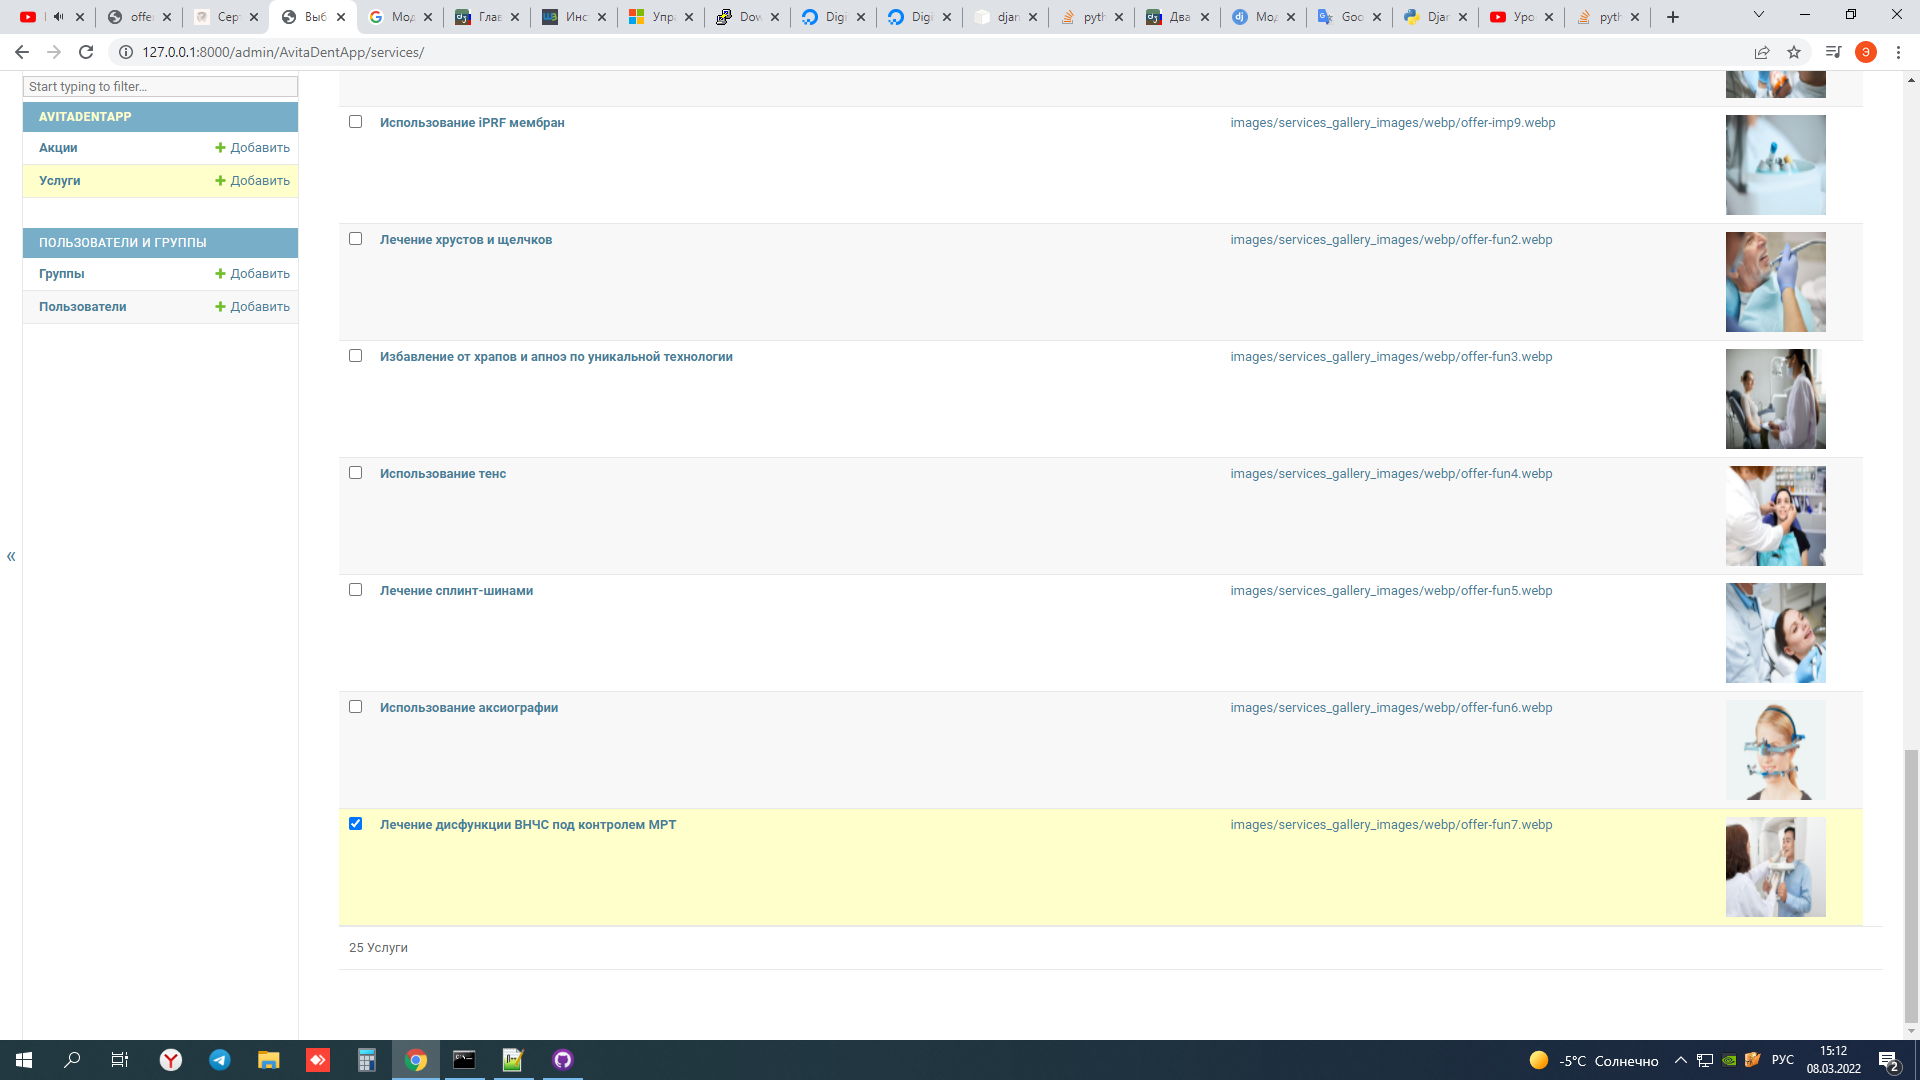 offe
Серт
Выб
Мод
Глав
Инс
Упра
Dow
Digi
Digi
djan
pyth
Два
Мод
Goo
Djan
Уро
pyth
127.0.0.1:8000/admin/AvitaDentApp/services/
Э
Start typing to filter...
AVITADENTAPP
Акции Добавить
Услуги Добавить
ПОЛЬЗОВАТЕЛИ И ГРУППЫ
Группы Добавить
Пользователи Добавить
«
Использование iPRF мембран images/services_gallery_images/webp/offer-imp9.webp
Лечение хрустов и щелчков images/services_gallery_images/webp/offer-fun2.webp
Избавление от храпов и апноэ по уникальной технологии images/services_gallery_images/webp/offer-fun3.webp
Использование тенс images/services_gallery_images/webp/offer-fun4.webp
Лечение сплинт-шинами images/services_gallery_images/webp/offer-fun5.webp
Использование аксиографии images/services_gallery_images/webp/offer-fun6.webp
Лечение дисфункции ВНЧС под контролем МРТ images/services_gallery_images/webp/offer-fun7.webp
25 Услуги
-5°C Солнечно
РУС
15:12
08.03.2022
2